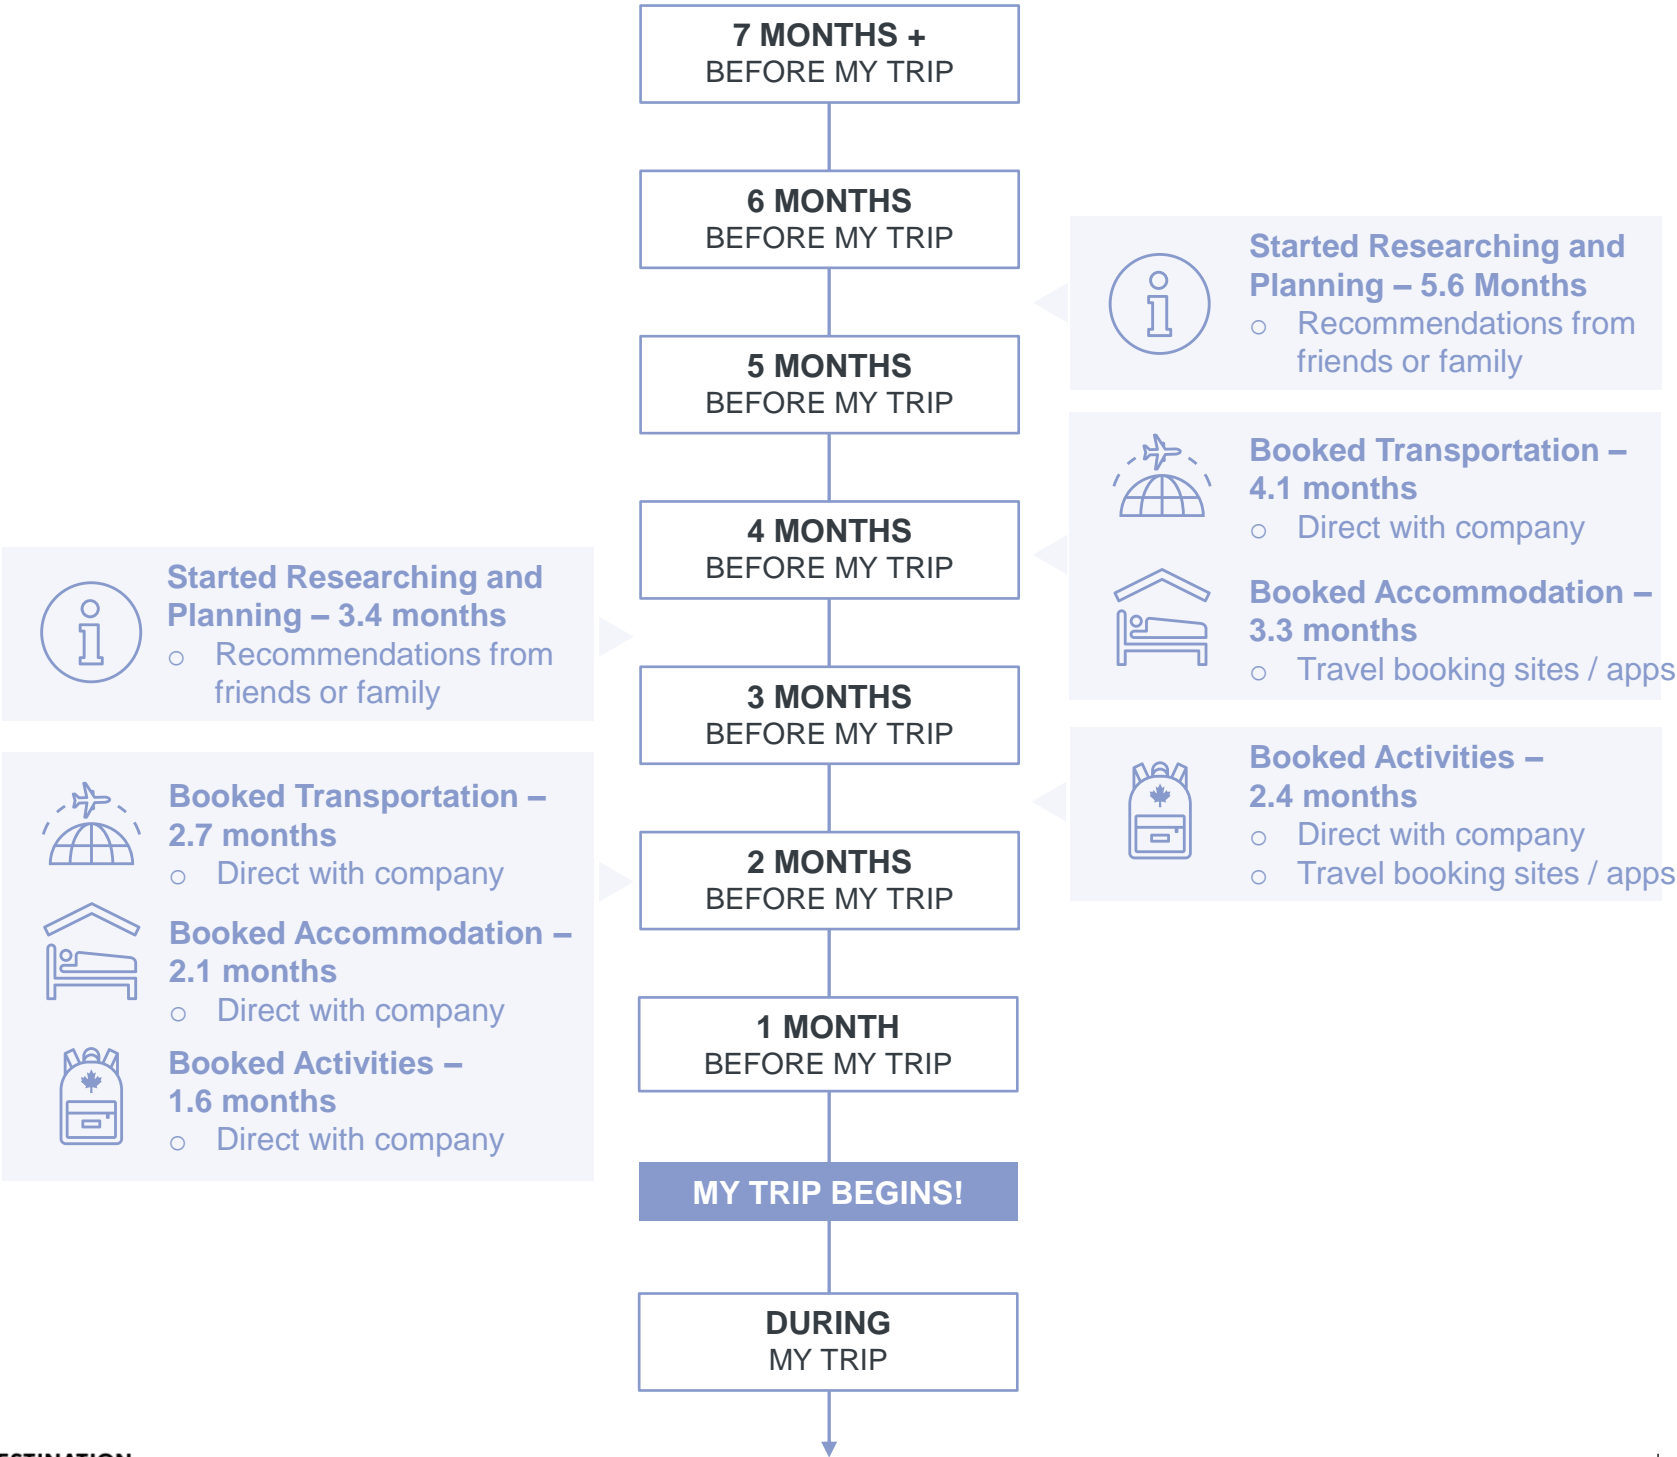 7 MONTHS +
BEFORE MY TRIP
6 MONTHS
BEFORE MY TRIP
5 MONTHS
BEFORE MY TRIP
4 MONTHS
BEFORE MY TRIP
3 MONTHS
BEFORE MY TRIP
2 MONTHS
BEFORE MY TRIP
1 MONTH
BEFORE MY TRIP
MY TRIP BEGINS!
DURING
MY TRIP
Started Researching and
Planning – 3.4 months
○ Recommendations from
friends or family
Booked Transportation –
2.7 months
○ Direct with company
Booked Accommodation –
2.1 months
○ Direct with company
Booked Activities –
1.6 months
○ Direct with company
Started Researching and
Planning – 5.6 Months
○ Recommendations from
friends or family
Booked Transportation –
4.1 months
○ Direct with company
Booked Accommodation –
3.3 months
○ Travel booking sites / apps
Booked Activities –
2.4 months
○ Direct with company
○ Travel booking sites / apps